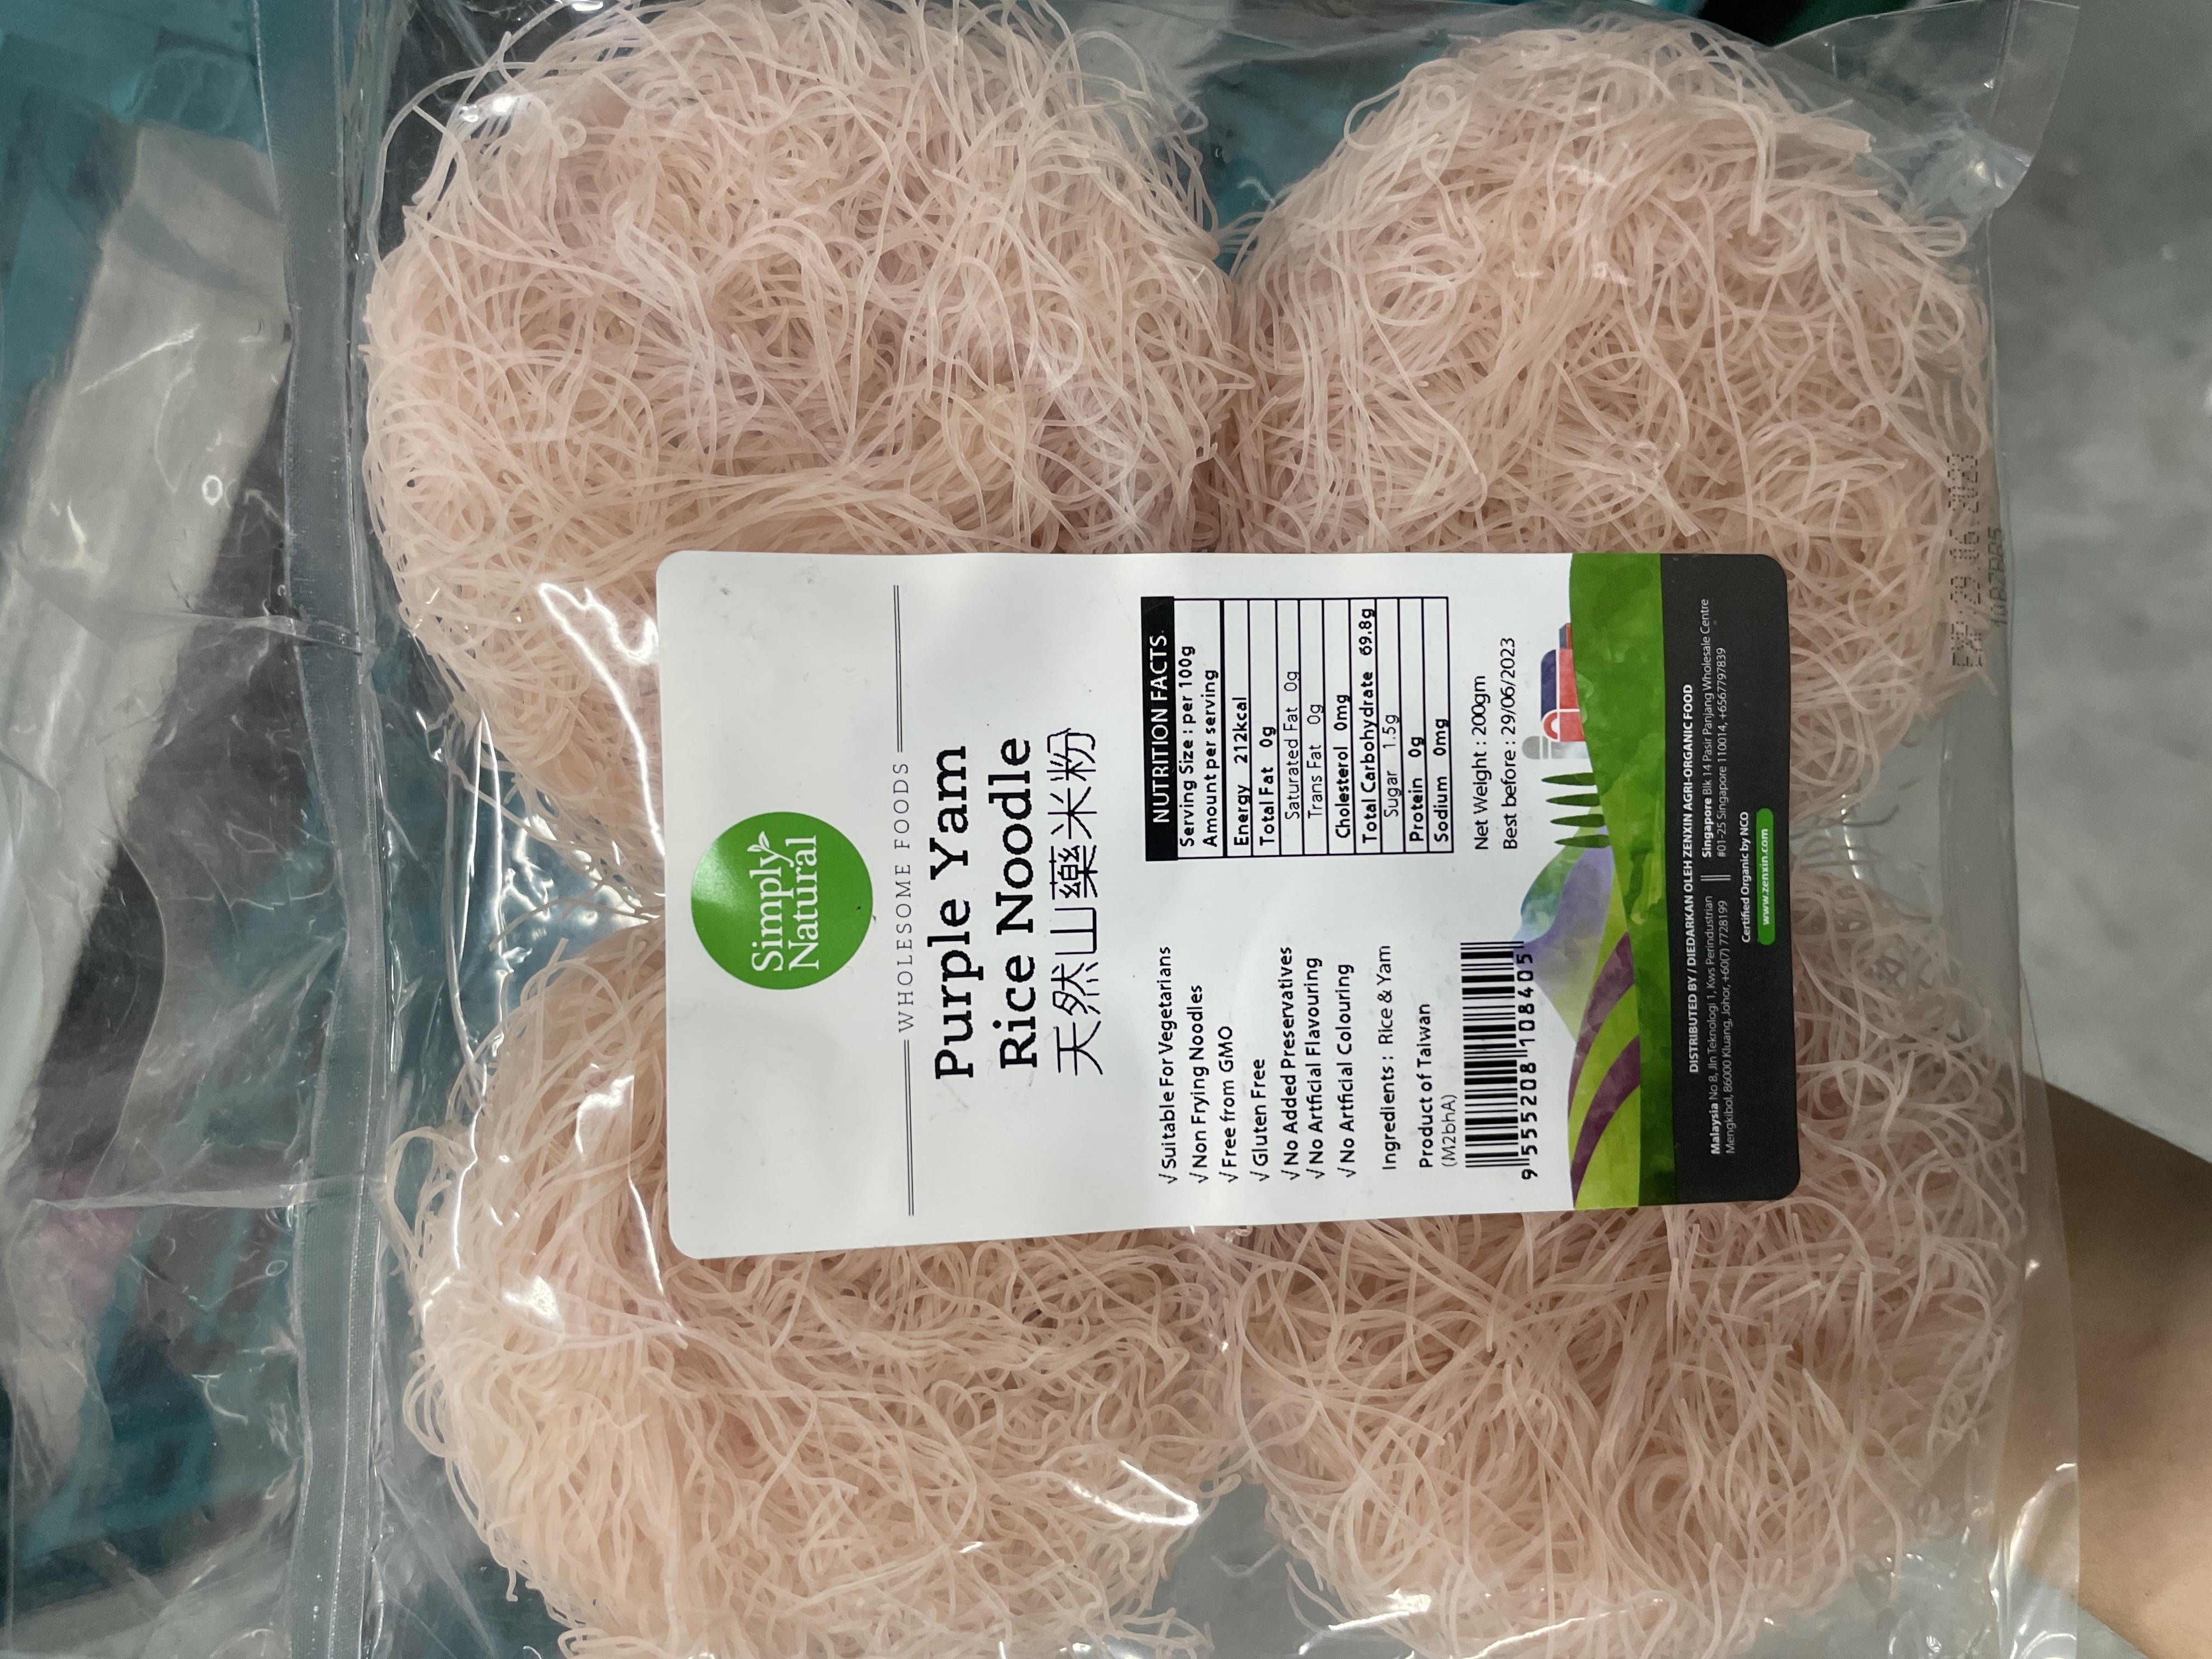 Simply
Natural
WHOLESOME FOODS
Purple Yam
Rice Noodle
天然山藥米粉
√ Suitable For Vegetarians
√ Non Frying Noodles
√ Free from GMO
√ Gluten Free
√ No Added Preservatives
√ No Artficial Flavouring
√ No Artficial Colouring
Ingredients : Rice & Yam
Product of Taiwan
(M2bhA)
9 555208 108405
NUTRITION FACTS
Serving Size : per 100g
Amount per serving
Energy 212kcal
Total Fat 0g
Saturated Fat 0g
Trans Fat 0g
Cholesterol 0mg
Total Carbohydrate 69.8g
Sugar 1.5g
Protein 0g
Sodium 0mg
Net Weight : 200gm
Best before : 29/06/2023
DISTRIBUTED BY / DIEDARKAN OLEH ZENXIN AGRI-ORGANIC FOOD
Malaysia No 8, Jln Teknologi 1, Kws Perindustrian
Mengkibol, 86000 Kluang, Johor, +60(7) 7728199
Singapore Blk 14 Pasir Panjang Wholesale Centre
#01-25 Singapore 110014, +6567797839
Certified Organic by NCO
www.zenxin.com
EXP 29 06 2023